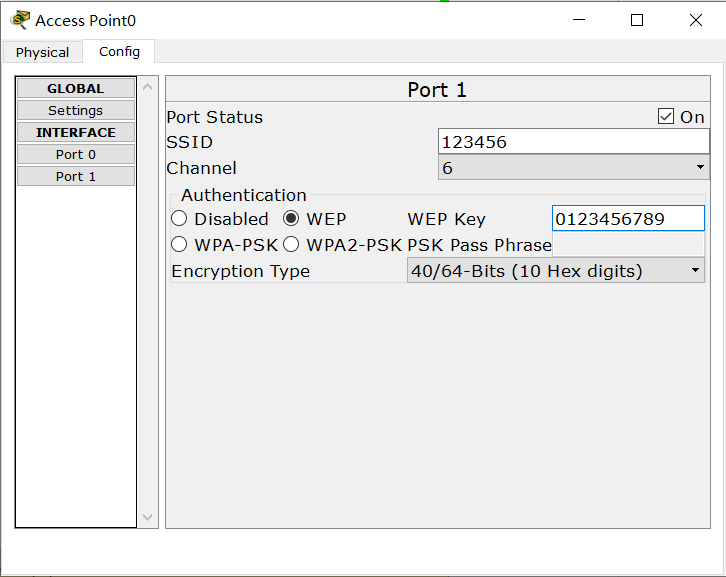 Access Point0
Physical Config
GLOBAL
Settings
INTERFACE
Port 0
Port 1
Port 1
Port Status On
SSID 123456
Channel 6
Authentication
Disabled WEP WEP Key 0123456789
WPA-PSK WPA2-PSK PSK Pass Phrase
Encryption Type 40/64-Bits (10 Hex digits)